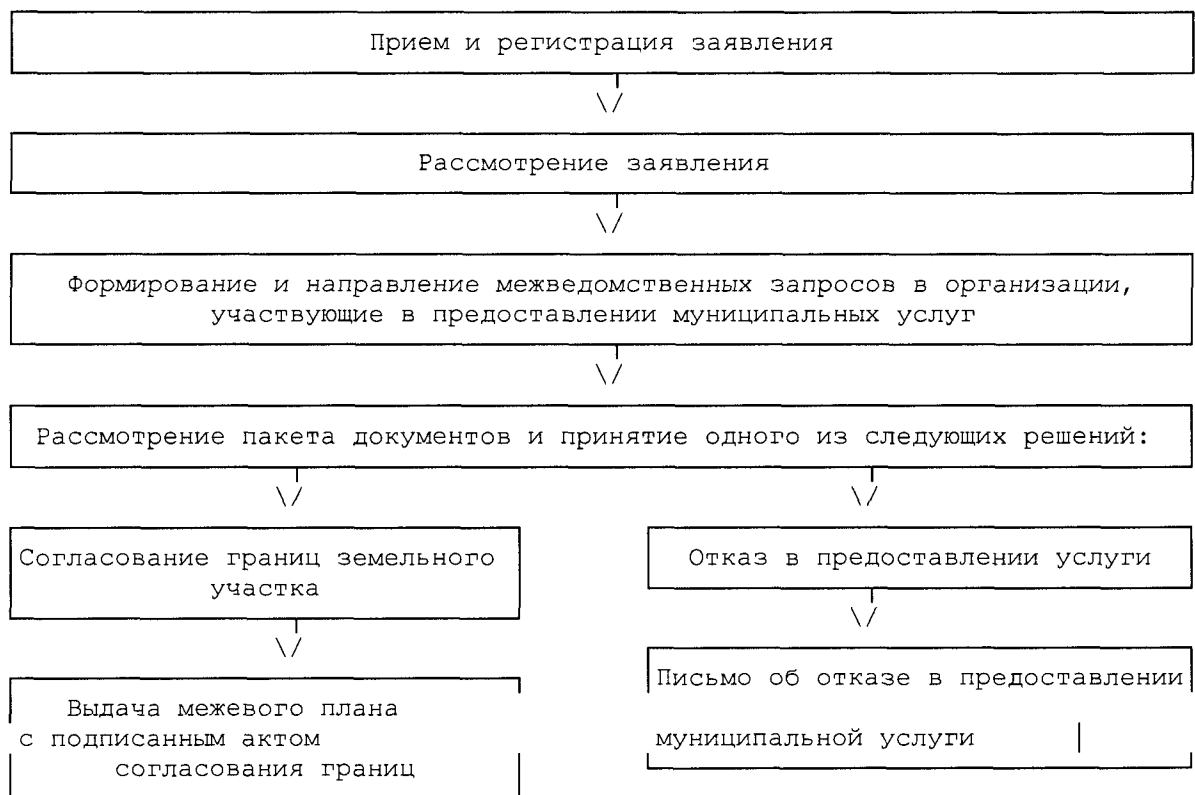 Прием и регистрация заявления
Рассмотрение заявления
Формирование и направление межведомственных запросов в организации,
участвующие в предоставлении муниципальных услуг
Рассмотрение пакета документов и принятие одного из следующих решений:
Согласование границ земельного
участка
Выдача межевого плана
с подписанным актом
согласования границ
Отказ в предоставлении услуги
Письмо об отказе в предоставлении
муниципальной услуги